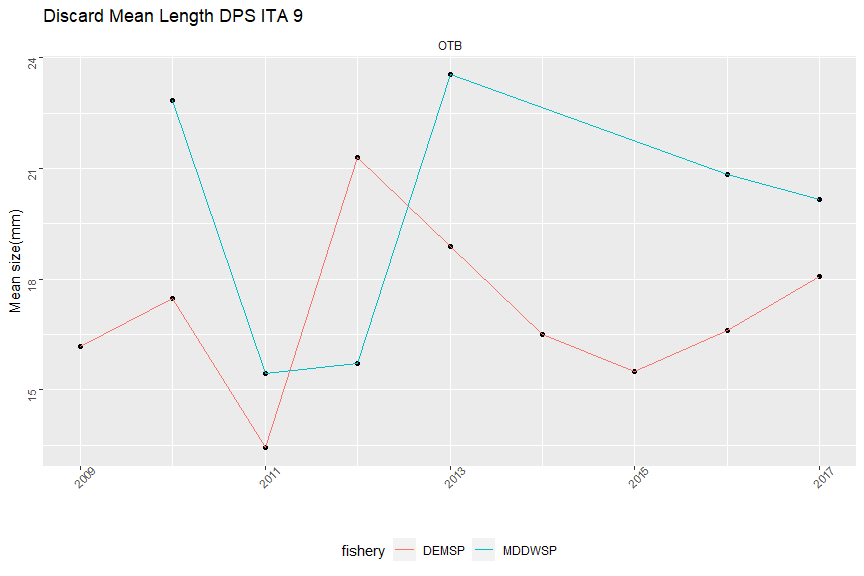 Discard Mean Length DPS ITA 9
OTB
24
21
18
15
Mean size(mm)
2009
2011
2013
2015
2017
fishery
DEMSP
MDDWSP